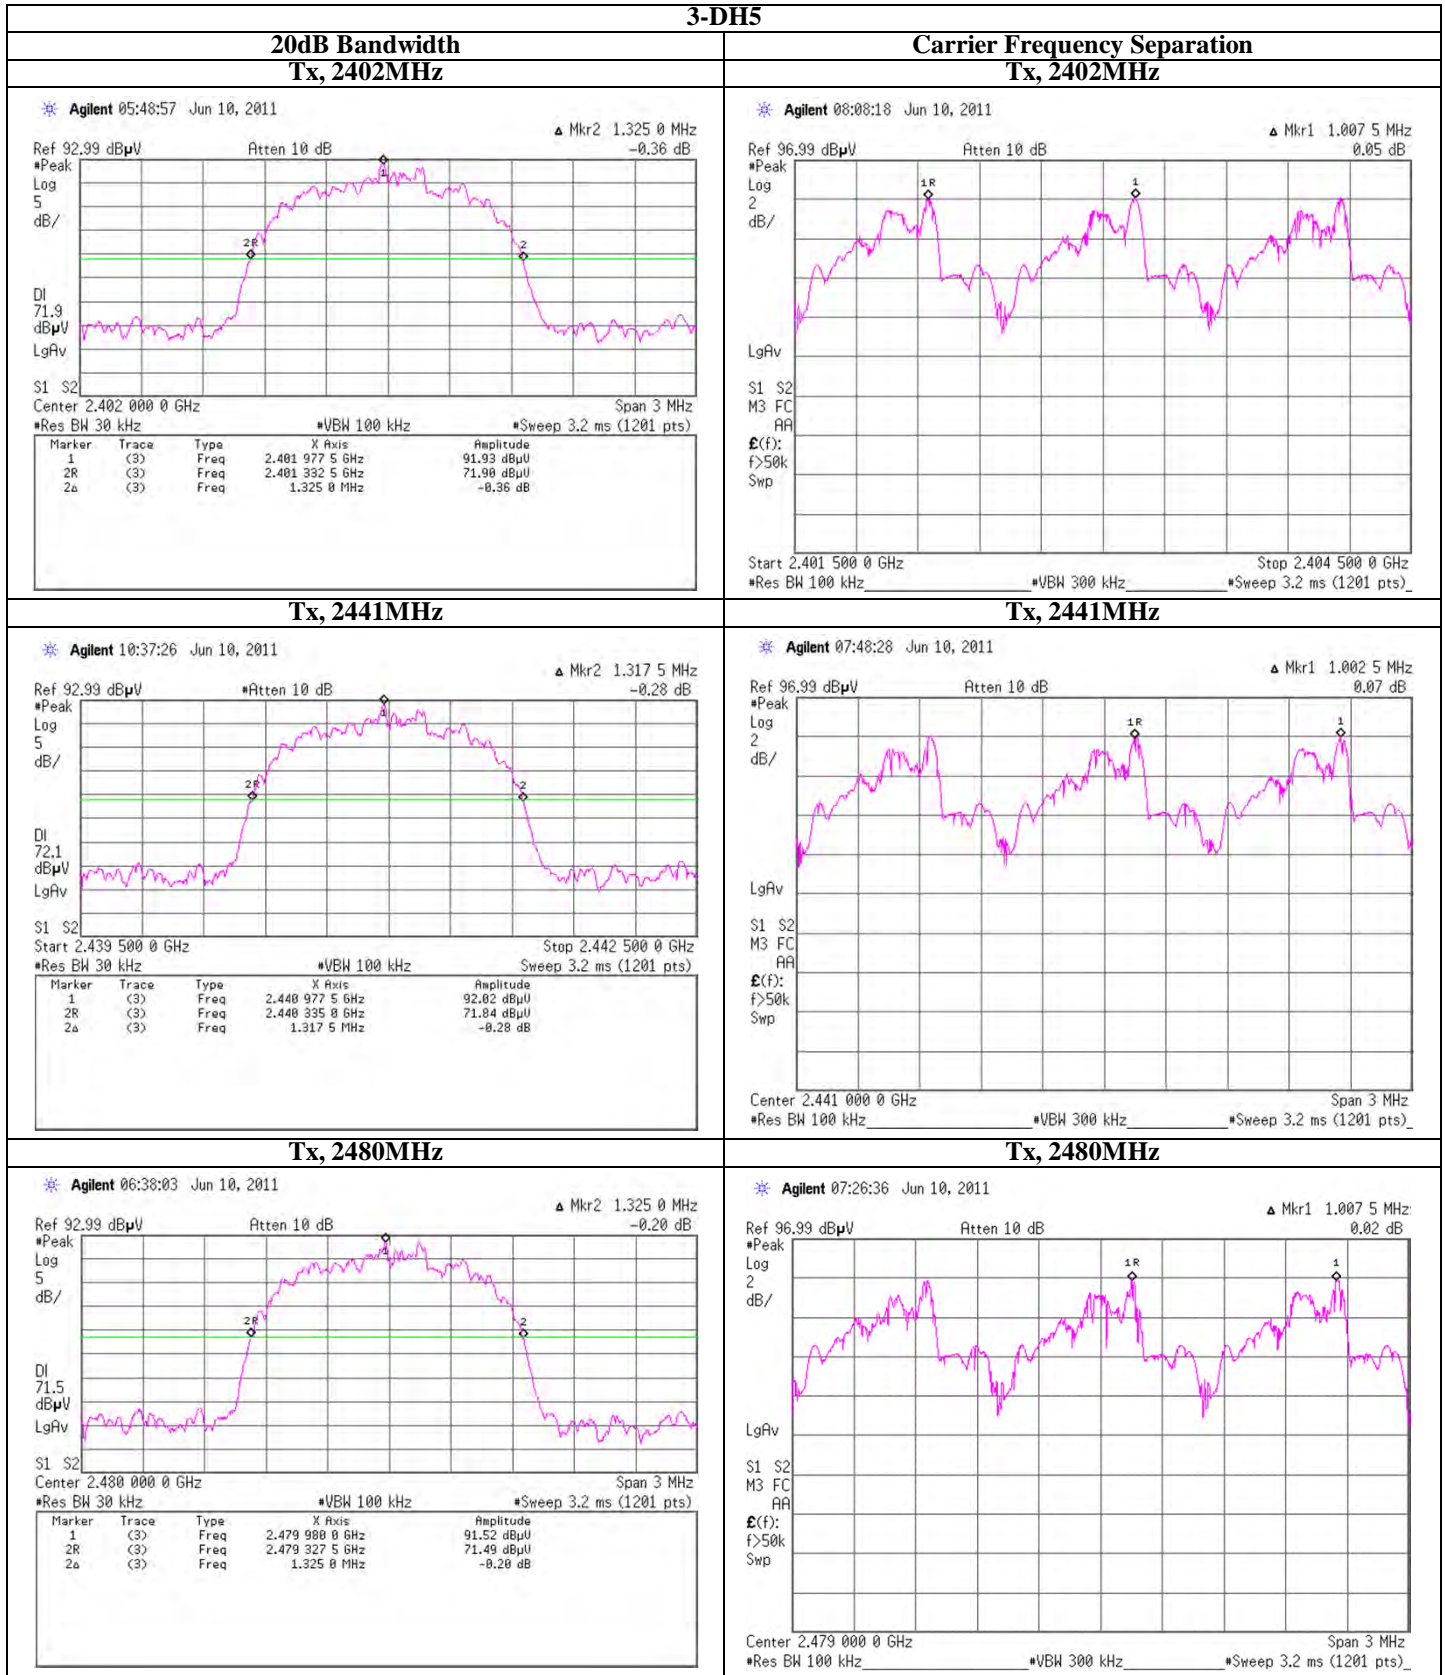 3-DH5
20dB Bandwidth
Carrier Frequency Separation
Tx, 2402MHz
Tx, 2402MHz
Agilent 05:48:57 Jun 10, 2011
Δ Mkr2 1.325 0 MHz
Ref 92.99 dBµV Atten 10 dB -0.36 dB
#Peak
Log
5
dB/
1
2R
2
DI
71.9
dBµV
LgAv
S1 S2
Center 2.402 000 0 GHz Span 3 MHz
#Res BW 30 kHz #VBW 100 kHz #Sweep 3.2 ms (1201 pts)
Marker Trace Type X Axis Amplitude
1 (3) Freq 2.401 977 5 GHz 91.93 dBµV
2R (3) Freq 2.401 332 5 GHz 71.90 dBµV
2Δ (3) Freq 1.325 0 MHz -0.36 dB
Agilent 08:08:18 Jun 10, 2011
Δ Mkr1 1.007 5 MHz
Ref 96.99 dBµV Atten 10 dB 0.05 dB
#Peak
Log
2
dB/
1R
1
LgAv
S1 S2
M3 FC
AA
£(f):
f>50k
Swp
Start 2.401 500 0 GHz Stop 2.404 500 0 GHz
#Res BW 100 kHz #VBW 300 kHz #Sweep 3.2 ms (1201 pts)
Tx, 2441MHz
Tx, 2441MHz
Agilent 10:37:26 Jun 10, 2011
Δ Mkr2 1.317 5 MHz
Ref 92.99 dBµV #Atten 10 dB -0.28 dB
#Peak
Log
5
dB/
1
2R
2
DI
72.1
dBµV
LgAv
S1 S2
Start 2.439 500 0 GHz Stop 2.442 500 0 GHz
#Res BW 30 kHz #VBW 100 kHz Sweep 3.2 ms (1201 pts)
Marker Trace Type X Axis Amplitude
1 (3) Freq 2.440 977 5 GHz 92.02 dBµV
2R (3) Freq 2.440 335 0 GHz 71.84 dBµV
2Δ (3) Freq 1.317 5 MHz -0.28 dB
Agilent 07:48:28 Jun 10, 2011
Δ Mkr1 1.002 5 MHz
Ref 96.99 dBµV Atten 10 dB 0.07 dB
#Peak
Log
2
dB/
1R
1
LgAv
S1 S2
M3 FC
AA
£(f):
f>50k
Swp
Center 2.441 000 0 GHz Span 3 MHz
#Res BW 100 kHz #VBW 300 kHz #Sweep 3.2 ms (1201 pts)
Tx, 2480MHz
Tx, 2480MHz
Agilent 06:38:03 Jun 10, 2011
Δ Mkr2 1.325 0 MHz
Ref 92.99 dBµV Atten 10 dB -0.20 dB
#Peak
Log
5
dB/
1
2R
2
DI
71.5
dBµV
LgAv
S1 S2
Center 2.480 000 0 GHz Span 3 MHz
#Res BW 30 kHz #VBW 100 kHz #Sweep 3.2 ms (1201 pts)
Marker Trace Type X Axis Amplitude
1 (3) Freq 2.479 980 0 GHz 91.52 dBµV
2R (3) Freq 2.479 327 5 GHz 71.49 dBµV
2Δ (3) Freq 1.325 0 MHz -0.20 dB
Agilent 07:26:36 Jun 10, 2011
Δ Mkr1 1.007 5 MHz
Ref 96.99 dBµV Atten 10 dB 0.02 dB
#Peak
Log
2
dB/
1R
1
LgAv
S1 S2
M3 FC
AA
£(f):
f>50k
Swp
Center 2.479 000 0 GHz Span 3 MHz
#Res BW 100 kHz #VBW 300 kHz #Sweep 3.2 ms (1201 pts)